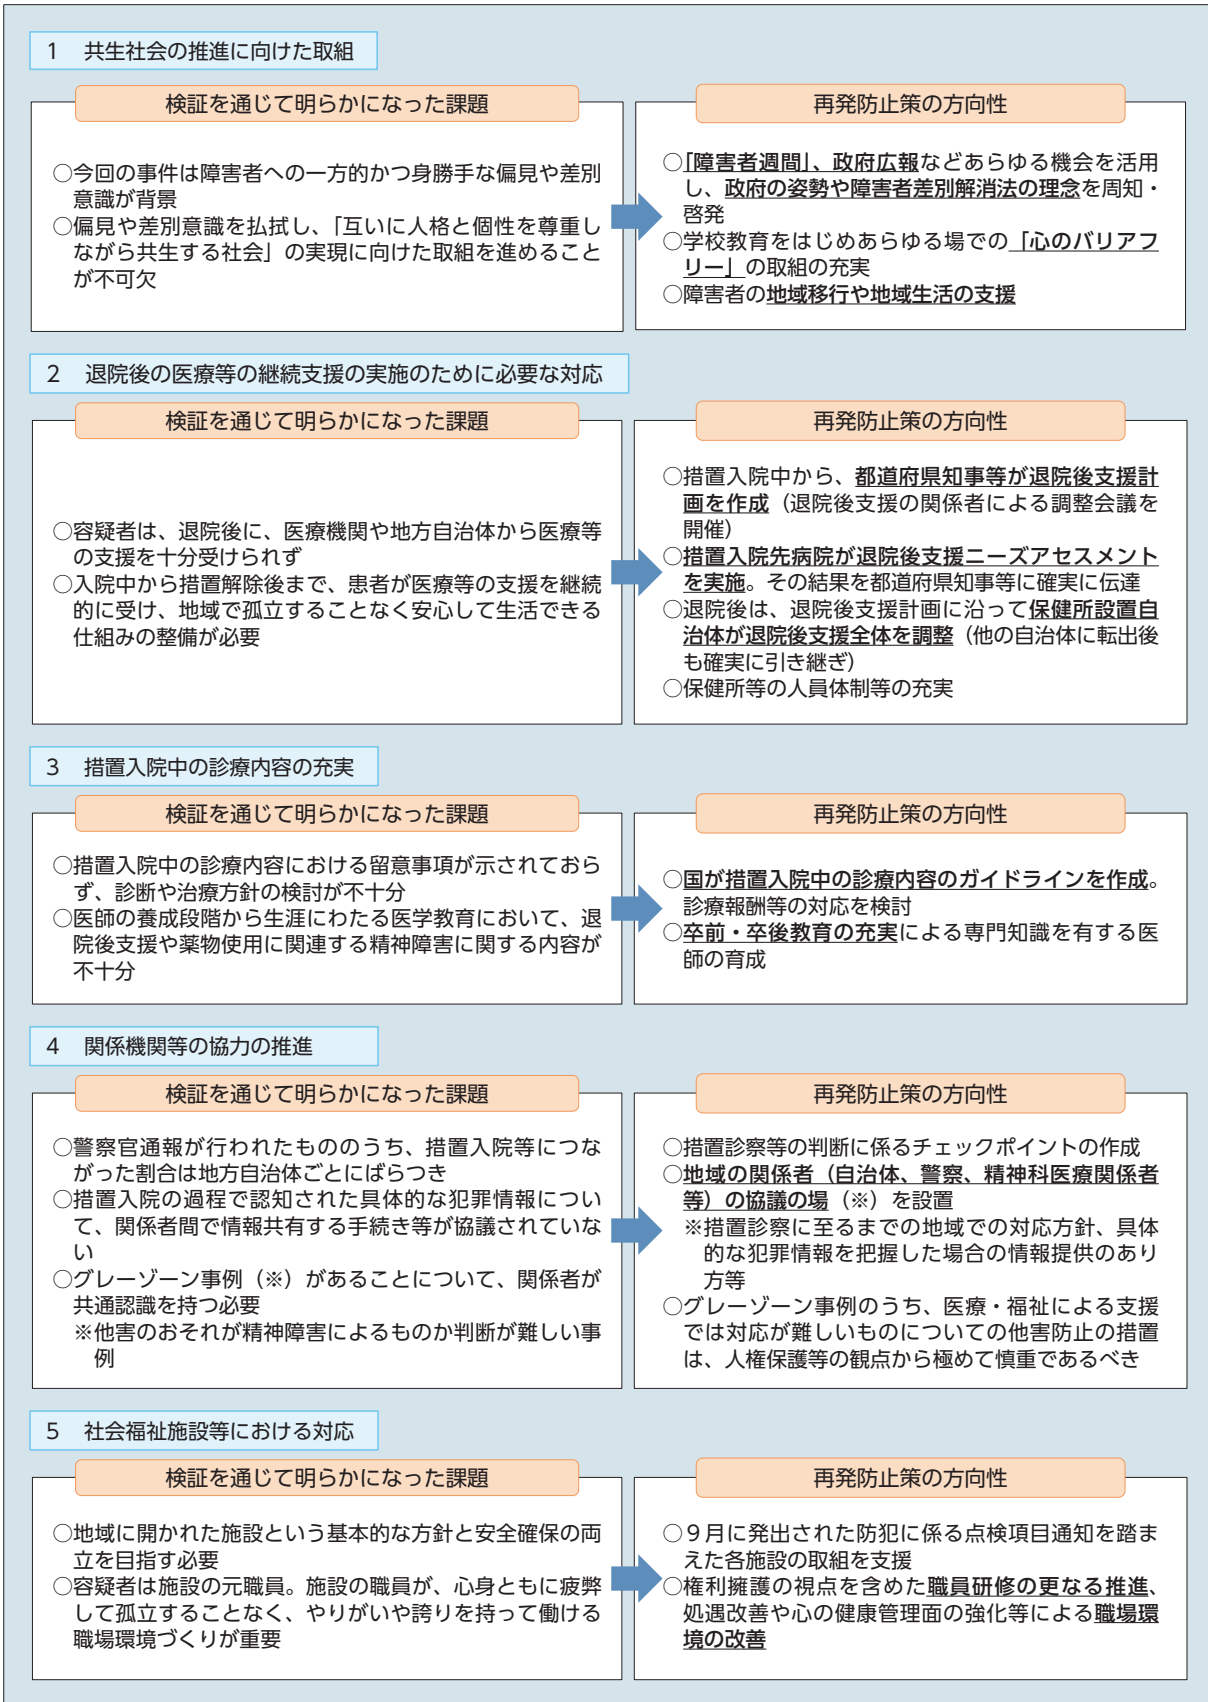 1　共生社会の推進に向けた取組
検証を通じて明らかになった課題
○今回の事件は障害者への一方的かつ身勝手な偏見や差別
意識が背景
○偏見や差別意識を払拭し、「互いに人格と個性を尊重し
ながら共生する社会」の実現に向けた取組を進めること
が不可欠
再発防止策の方向性
○「障害者週間」、政府広報などあらゆる機会を活用
し、政府の姿勢や障害者差別解消法の理念を周知・
啓発
○学校教育をはじめあらゆる場での「心のバリアフ
リー」の取組の充実
○障害者の地域移行や地域生活の支援
2　退院後の医療等の継続支援の実施のために必要な対応
検証を通じて明らかになった課題
○容疑者は、退院後に、医療機関や地方自治体から医療等
の支援を十分受けられず
○入院中から措置解除後まで、患者が医療等の支援を継続
的に受け、地域で孤立することなく安心して生活できる
仕組みの整備が必要
再発防止策の方向性
○措置入院中から、都道府県知事等が退院後支援計
画を作成（退院後支援の関係者による調整会議を
開催）
○措置入院先病院が退院後支援ニーズアセスメント
を実施。その結果を都道府県知事等に確実に伝達
○退院後は、退院後支援計画に沿って保健所設置自
治体が退院後支援全体を調整（他の自治体に転出後
も確実に引き継ぎ）
○保健所等の人員体制等の充実
3　措置入院中の診療内容の充実
検証を通じて明らかになった課題
○措置入院中の診療内容における留意事項が示されておら
ず、診断や治療方針の検討が不十分
○医師の養成段階から生涯にわたる医学教育において、退
院後支援や薬物使用に関連する精神障害に関する内容が
不十分
再発防止策の方向性
○国が措置入院中の診療内容のガイドラインを作成。
診療報酬等の対応を検討
○卒前・卒後教育の充実による専門知識を有する医
師の育成
4　関係機関等の協力の推進
検証を通じて明らかになった課題
○警察官通報が行われたもののうち、措置入院等につな
がった割合は地方自治体ごとにばらつき
○措置入院の過程で認知された具体的な犯罪情報につい
て、関係者間で情報共有する手続き等が協議されていな
い
○グレーゾーン事例（※）があることについて、関係者が
共通認識を持つ必要
※他害のおそれが精神障害によるものか判断が難しい事
例
再発防止策の方向性
○措置診察等の判断に係るチェックポイントの作成
○地域の関係者（自治体、警察、精神科医療関係者
等）の協議の場（※）を設置
※措置診察に至るまでの地域での対応方針、具体
的な犯罪情報を把握した場合の情報提供のあり
方等
○グレーゾーン事例のうち、医療・福祉による支援
では対応が難しいものについての他害防止の措置
は、人権保護等の観点から極めて慎重であるべき
5　社会福祉施設等における対応
検証を通じて明らかになった課題
○地域に開かれた施設という基本的な方針と安全確保の両
立を目指す必要
○容疑者は施設の元職員。施設の職員が、心身ともに疲弊
して孤立することなく、やりがいや誇りを持って働ける
職場環境づくりが重要
再発防止策の方向性
○９月に発出された防犯に係る点検項目通知を踏ま
えた各施設の取組を支援
○権利擁護の視点を含めた職員研修の更なる推進、
処遇改善や心の健康管理面の強化等による職場環
境の改善